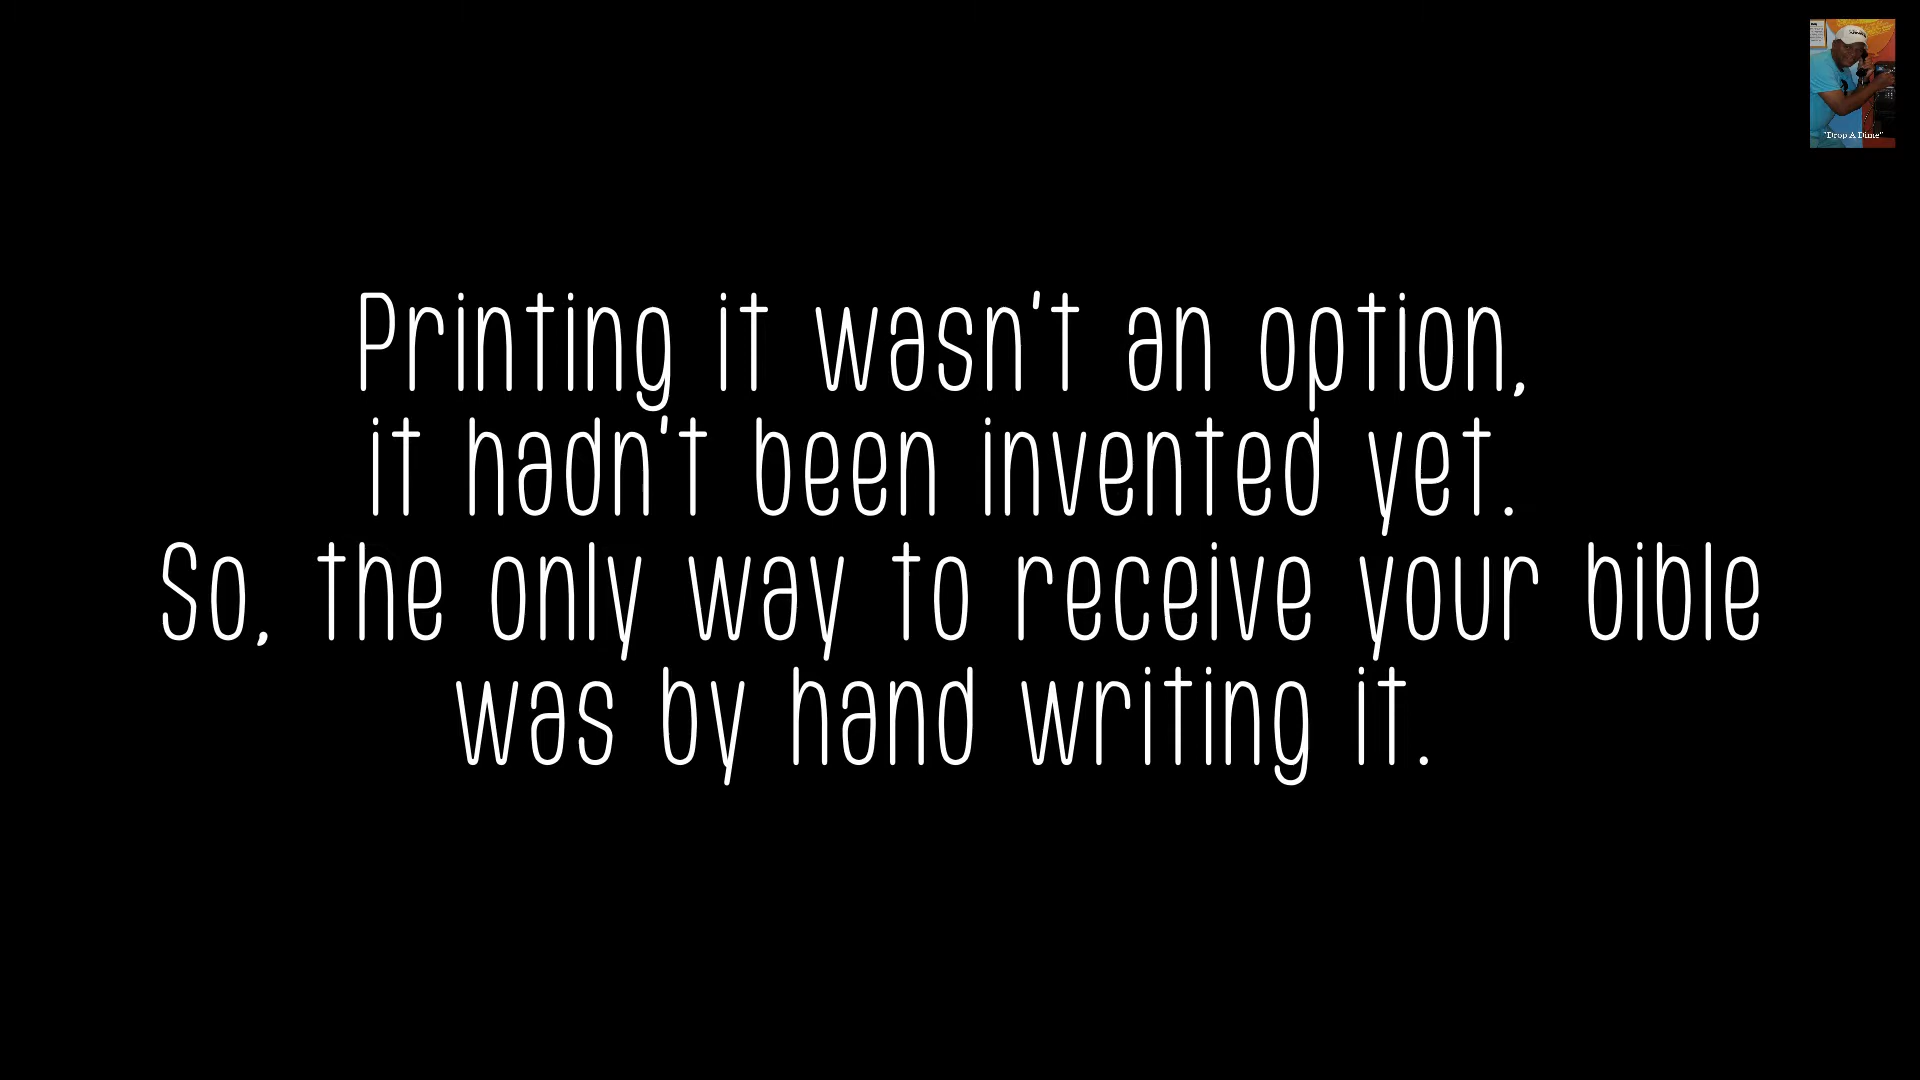 Printing it wasn't an option,
it hadn't been invented yet.
So, the only way to receive your bible
was by hand writing it.
"Drop A Dime"